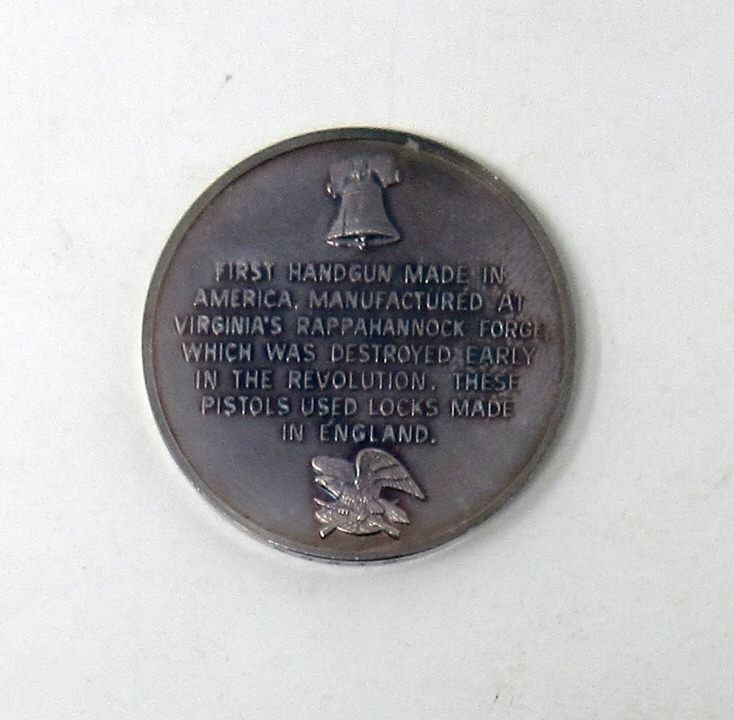 FIRST HANDGUN MADE IN
AMERICA, MANUFACTURED AT
VIRGINIA'S RAPPAHANNOCK FORGE,
WHICH WAS DESTROYED EARLY
IN THE REVOLUTION. THESE
PISTOLS USED LOCKS MADE
IN ENGLAND.